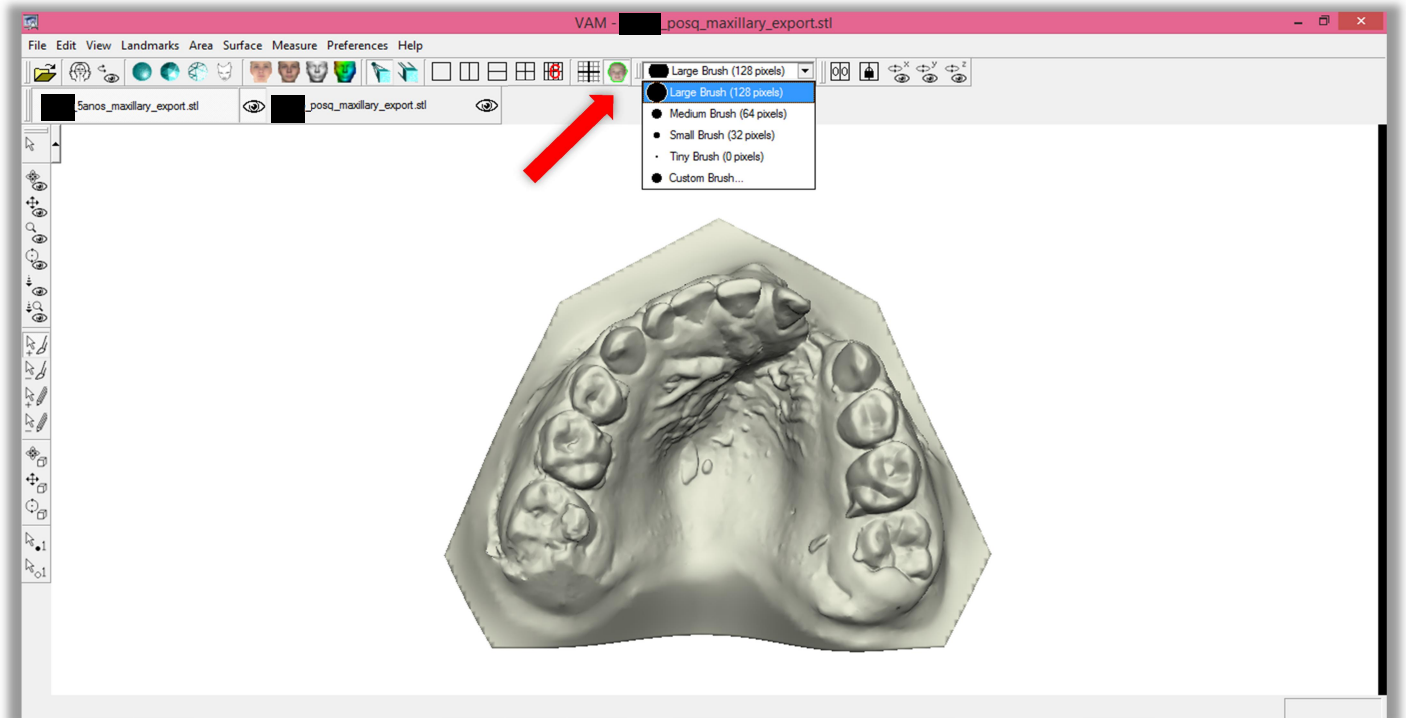 VAM - _posq_maxillary_export.stl
File Edit View Landmarks Area Surface Measure Preferences Help
Large Brush (128 pixels)
Large Brush (128 pixels)
_5anos_maxillary_export.stl _posq_maxillary_export.stl
Medium Brush (64 pixels)
Small Brush (32 pixels)
Tiny Brush (0 pixels)
Custom Brush...
X Y Z
1
1